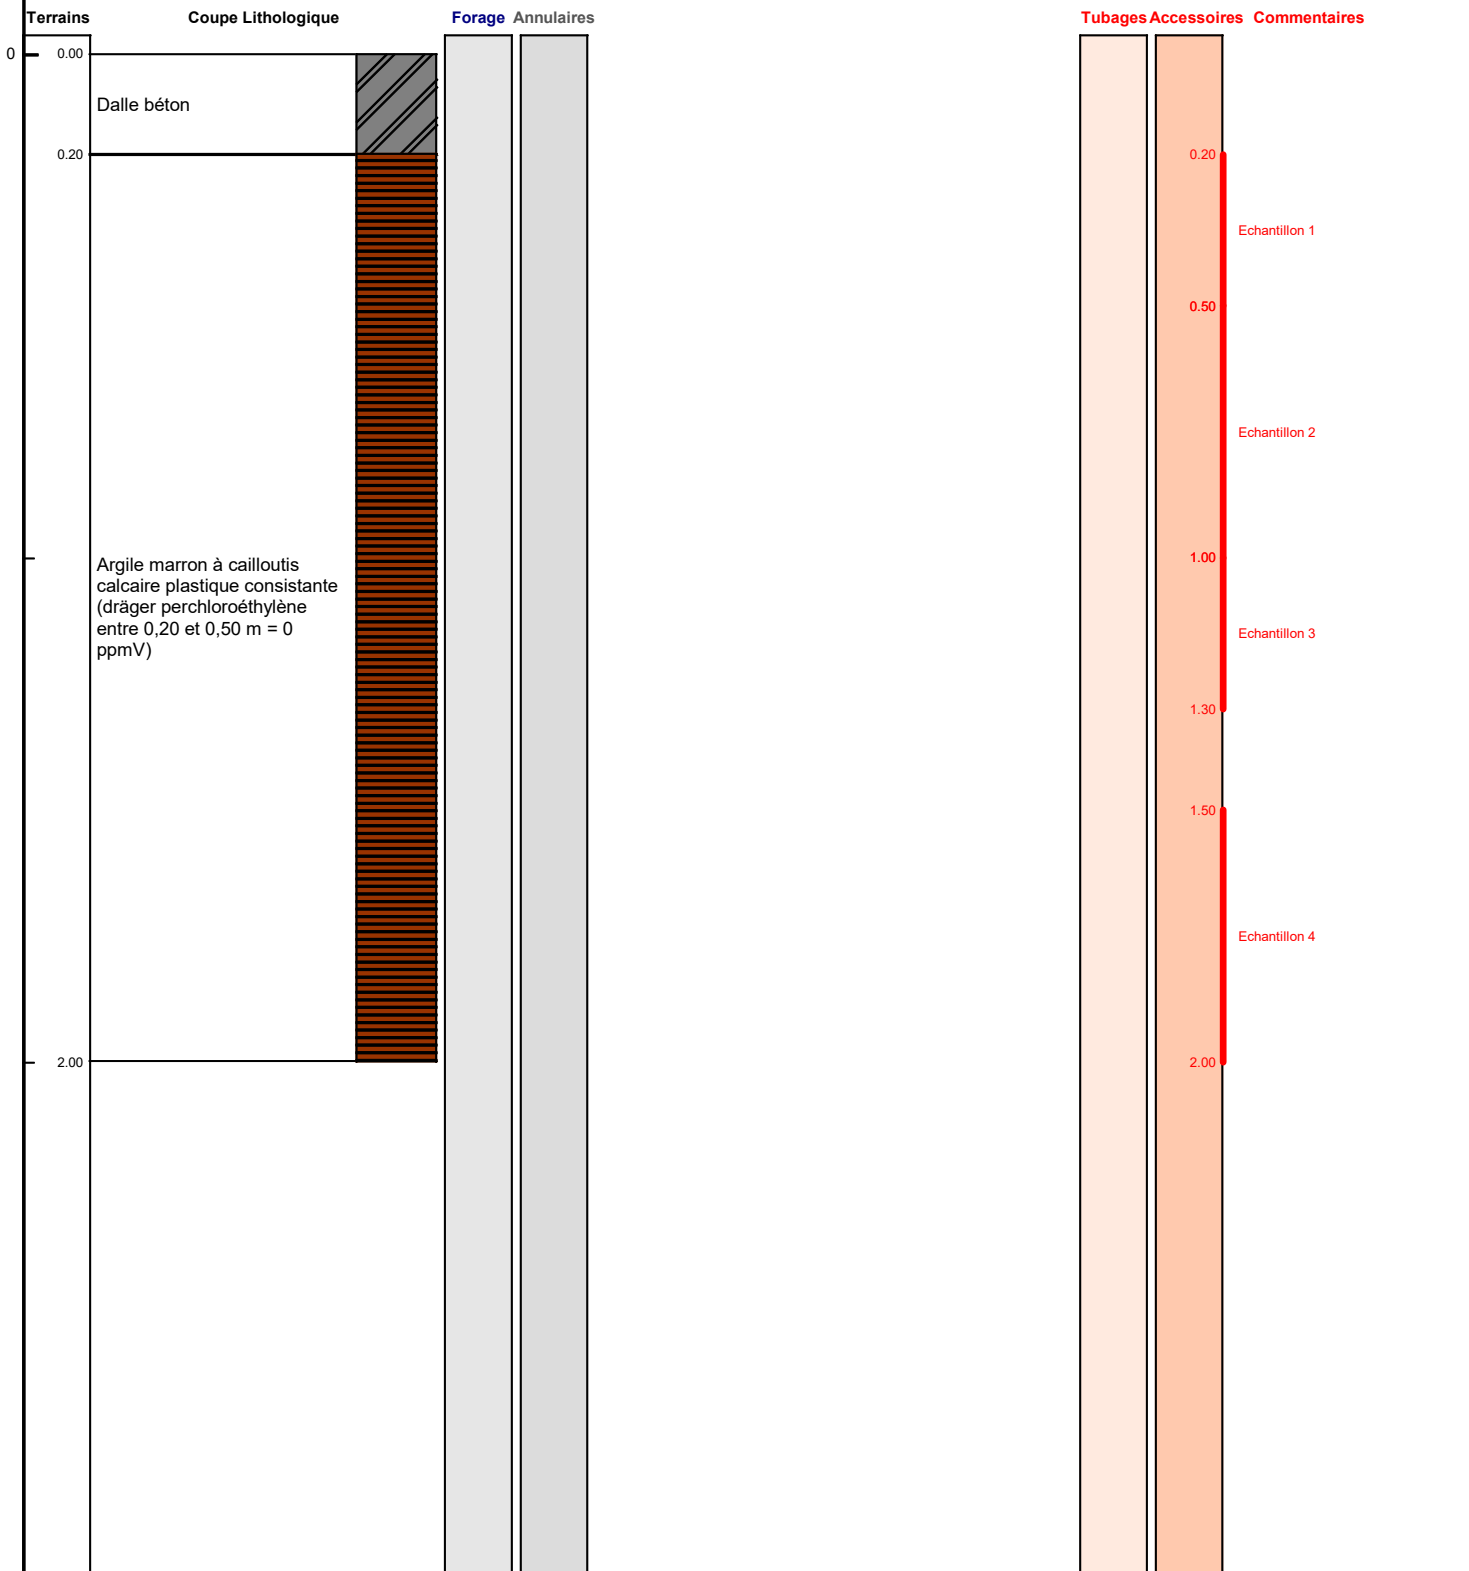 Terrains Coupe Lithologique Forage Annulaires Tubages Accessoires Commentaires
0 0.00
Dalle béton
0.20 0.20
Echantillon 1
0.50
Echantillon 2
1.00
Argile marron à cailloutis
calcaire plastique consistante
(dräger perchloroéthylène
entre 0,20 et 0,50 m = 0
ppmV)
Echantillon 3
1.30
1.50
Echantillon 4
2.00 2.00